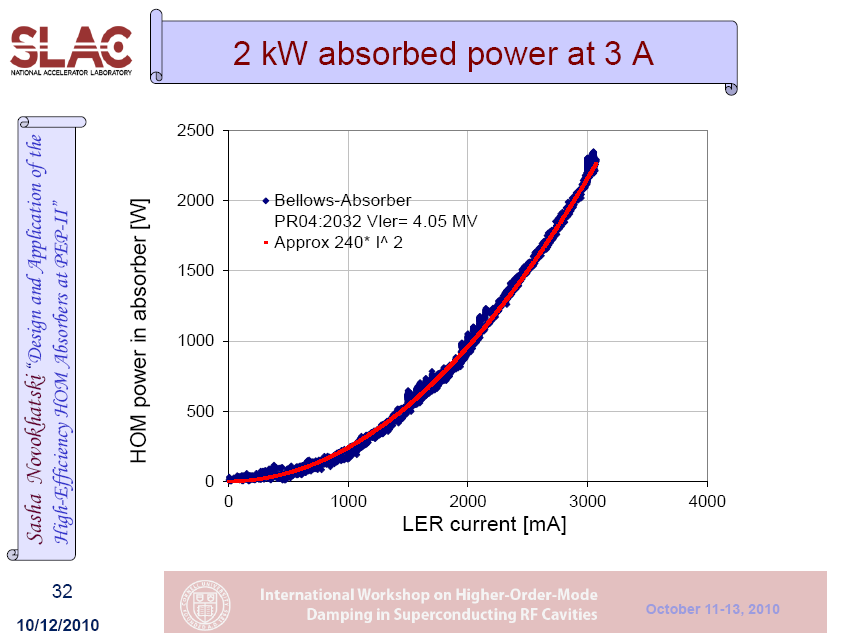 SLAC
NATIONAL ACCELERATOR LABORATORY
2 kW absorbed power at 3 A
Sasha Novokhatski “Design and Application of the
High-Efficiency HOM Absorbers at PEP-II”
HOM power in absorber [W]
2500
2000
1500
1000
500
0
Bellows-Absorber
PR04:2032 Vler= 4.05 MV
Approx 240* I^ 2
0 1000 2000 3000 4000
LER current [mA]
32
10/12/2010
International Workshop on Higher-Order-Mode
Damping in Superconducting RF Cavities
October 11-13, 2010